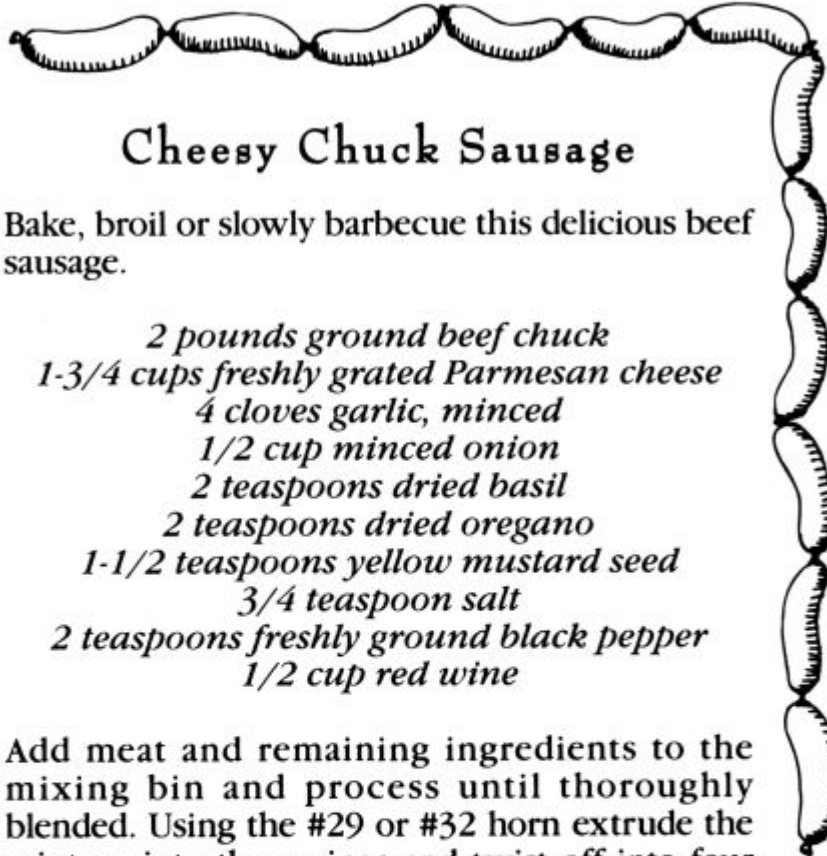 Cheesy Chuck Sausage
Bake, broil or slowly barbecue this delicious beef
sausage.
2 pounds ground beef chuck
1-3/4 cups freshly grated Parmesan cheese
4 cloves garlic, minced
1/2 cup minced onion
2 teaspoons dried basil
2 teaspoons dried oregano
1-1/2 teaspoons yellow mustard seed
3/4 teaspoon salt
2 teaspoons freshly ground black pepper
1/2 cup red wine
Add meat and remaining ingredients to the
mixing bin and process until thoroughly
blended. Using the #29 or #32 horn extrude the